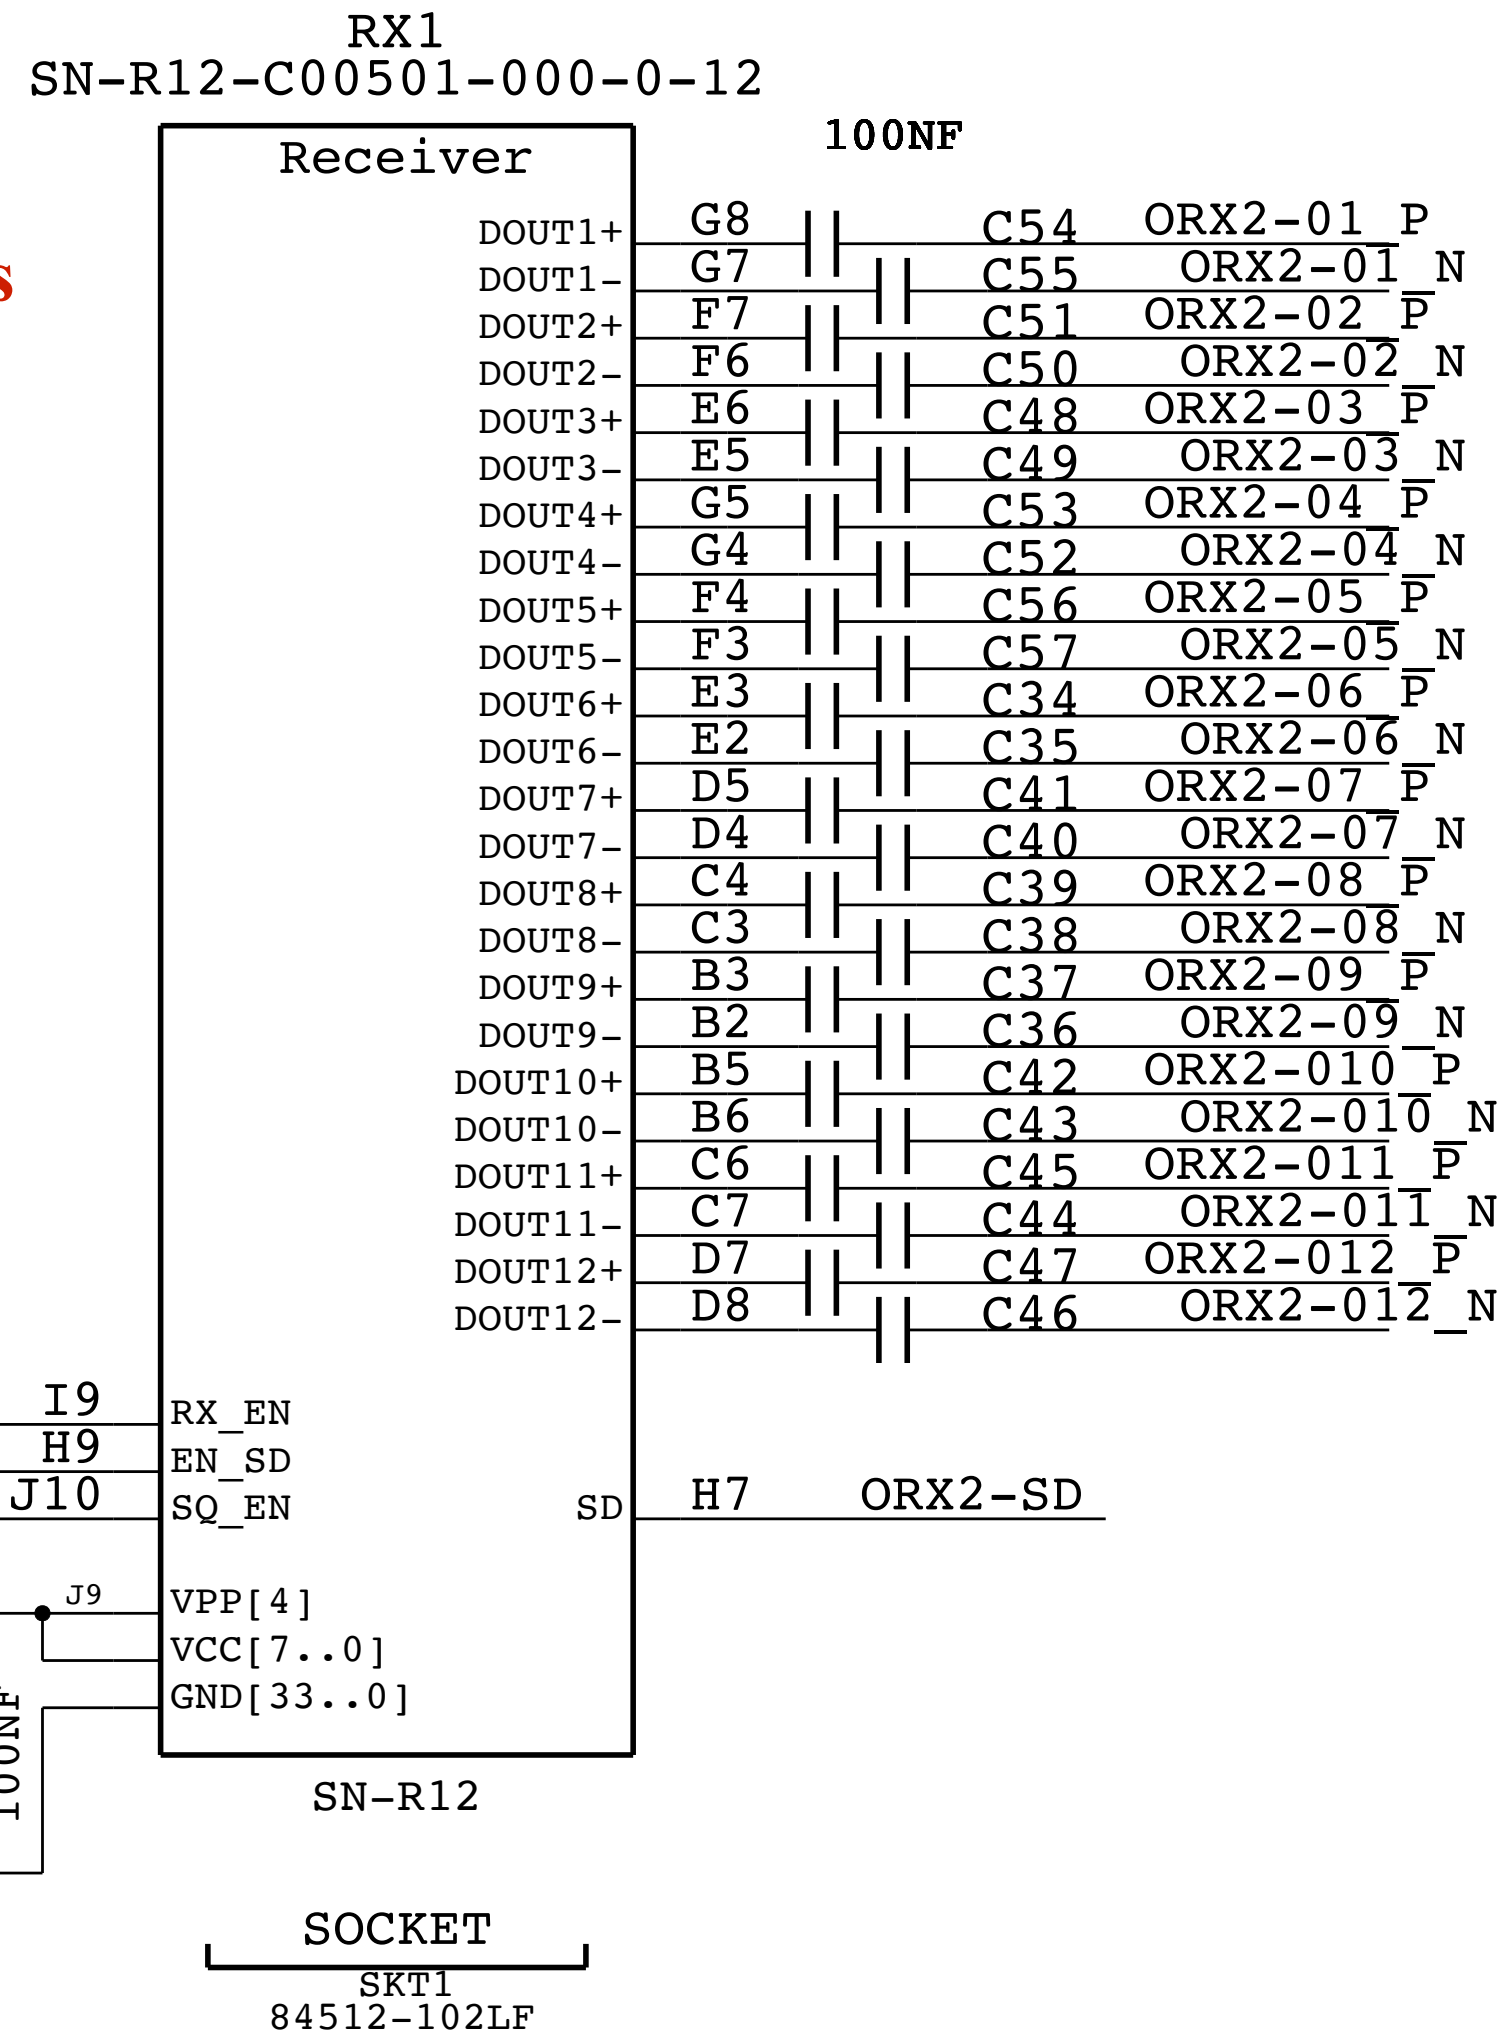 RX1
SN-R12-C00501-000-0-12
100NF
Receiver
s
DOUT1+ G8 C54 ORX2-01_P
DOUT1- G7 C55 ORX2-01_N
DOUT2+ F7 C51 ORX2-02_P
DOUT2- F6 C50 ORX2-02_N
DOUT3+ E6 C48 ORX2-03_P
DOUT3- E5 C49 ORX2-03_N
DOUT4+ G5 C53 ORX2-04_P
DOUT4- G4 C52 ORX2-04_N
DOUT5+ F4 C56 ORX2-05_P
DOUT5- F3 C57 ORX2-05_N
DOUT6+ E3 C34 ORX2-06_P
DOUT6- E2 C35 ORX2-06_N
DOUT7+ D5 C41 ORX2-07_P
DOUT7- D4 C40 ORX2-07_N
DOUT8+ C4 C39 ORX2-08_P
DOUT8- C3 C38 ORX2-08_N
DOUT9+ B3 C37 ORX2-09_P
DOUT9- B2 C36 ORX2-09_N
DOUT10+ B5 C42 ORX2-010_P
DOUT10- B6 C43 ORX2-010_N
DOUT11+ C6 C45 ORX2-011_P
DOUT11- C7 C44 ORX2-011_N
DOUT12+ D7 C47 ORX2-012_P
DOUT12- D8 C46 ORX2-012_N
I9 RX_EN
H9 EN_SD
J10 SQ_EN SD H7 ORX2-SD
J9 VPP[4]
VCC[7..0]
GND[33..0]
100NF
SN-R12
SOCKET
SKT1
84512-102LF